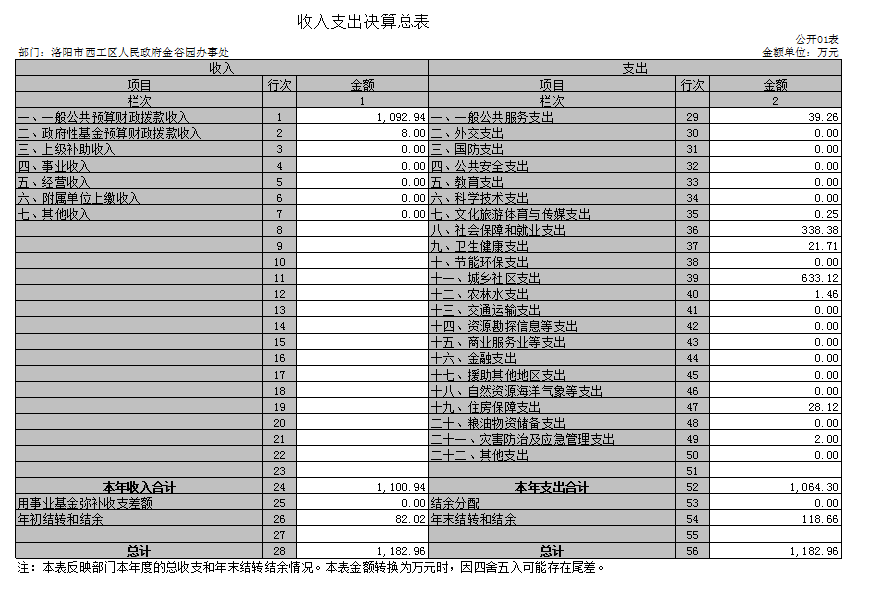 收入支出决算总表
公开01表
部门：洛阳市西工区人民政府金谷园办事处 金额单位：万元
收入 支出
项目 行次 金额 项目 行次 金额
栏次 1 栏次 2
一、一般公共预算财政拨款收入 1 1,092.94 一、一般公共服务支出 29 39.26
二、政府性基金预算财政拨款收入 2 8.00 二、外交支出 30 0.00
三、上级补助收入 3 0.00 三、国防支出 31 0.00
四、事业收入 4 0.00 四、公共安全支出 32 0.00
五、经营收入 5 0.00 五、教育支出 33 0.00
六、附属单位上缴收入 6 0.00 六、科学技术支出 34 0.00
七、其他收入 7 0.00 七、文化旅游体育与传媒支出 35 0.25
8 八、社会保障和就业支出 36 338.38
9 九、卫生健康支出 37 21.71
10 十、节能环保支出 38 0.00
11 十一、城乡社区支出 39 633.12
12 十二、农林水支出 40 1.46
13 十三、交通运输支出 41 0.00
14 十四、资源勘探信息等支出 42 0.00
15 十五、商业服务业等支出 43 0.00
16 十六、金融支出 44 0.00
17 十七、援助其他地区支出 45 0.00
18 十八、自然资源海洋气象等支出 46 0.00
19 十九、住房保障支出 47 28.12
20 二十、粮油物资储备支出 48 0.00
21 二十一、灾害防治及应急管理支出 49 2.00
22 二十二、其他支出 50 0.00
23 51
本年收入合计 24 1,100.94 本年支出合计 52 1,064.30
用事业基金弥补收支差额 25 0.00 结余分配 53 0.00
年初结转和结余 26 82.02 年末结转和结余 54 118.66
27 55
总计 28 1,182.96 总计 56 1,182.96
注：本表反映部门本年度的总收支和年末结转结余情况。本表金额转换为万元时，因四舍五入可能存在尾差。